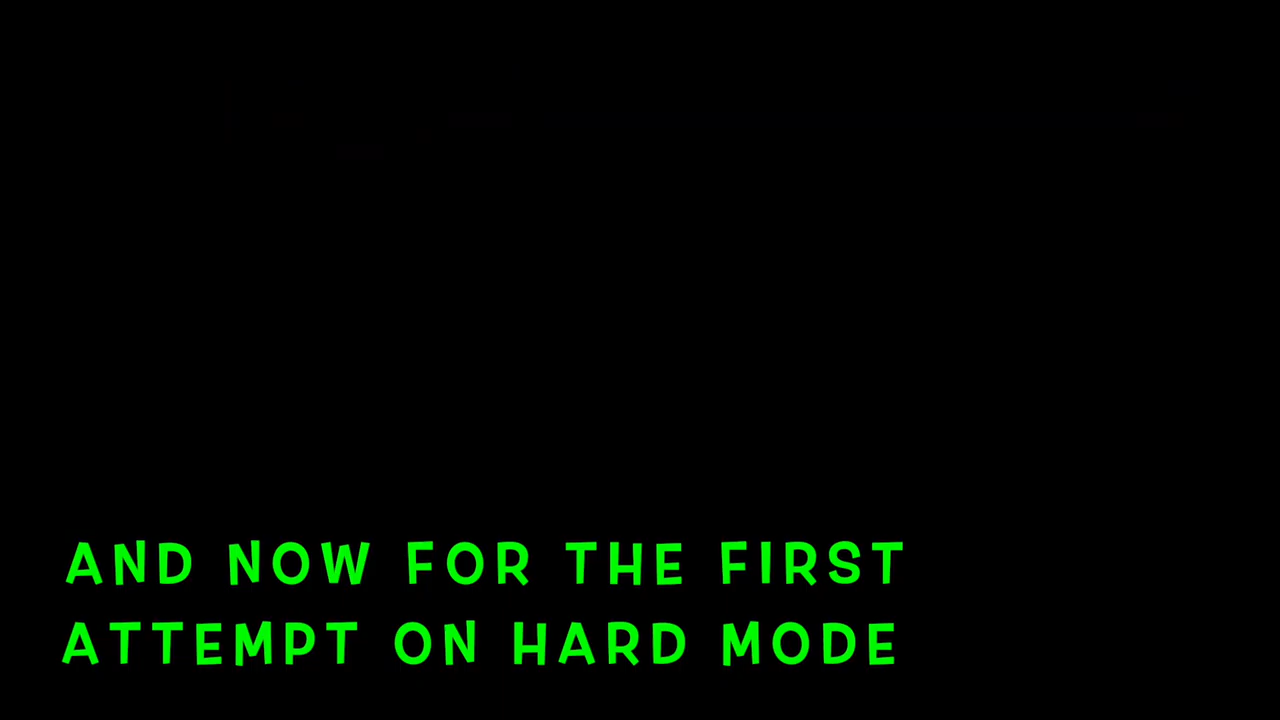 AND NOW FOR THE FIRST
ATTEMPT ON HARD MODE